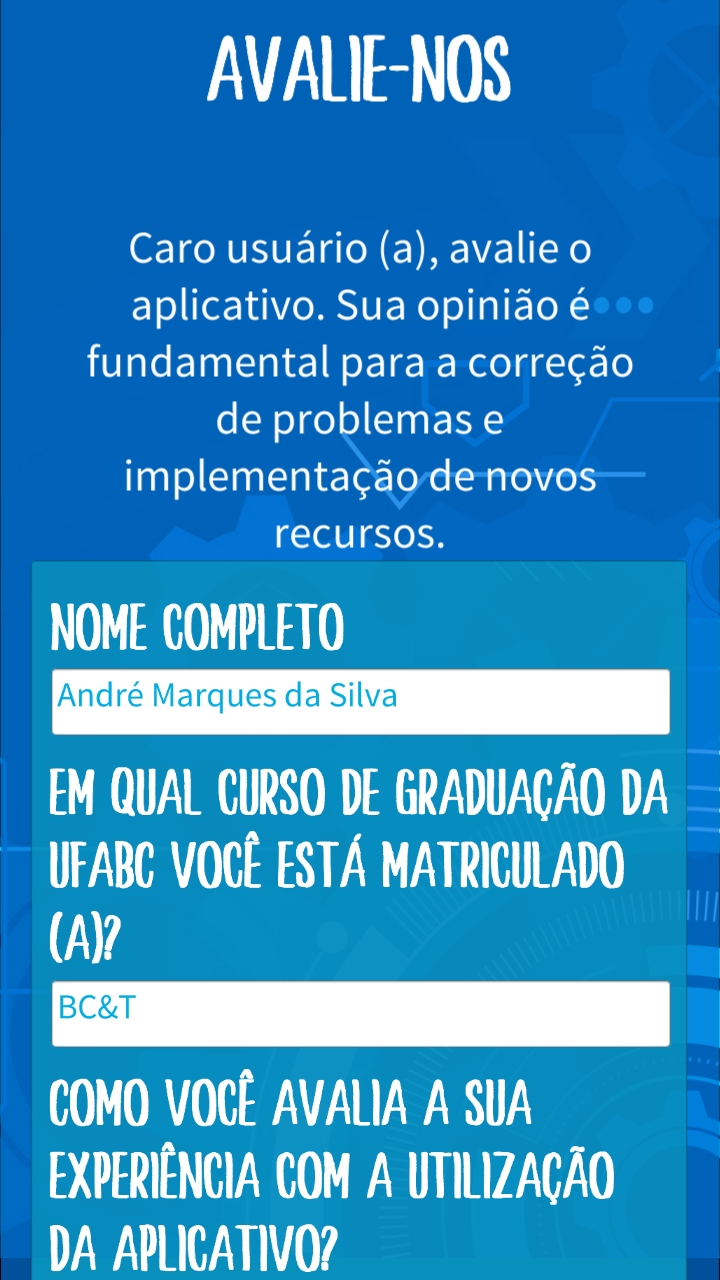 AVALIE-NOS
Caro usuário (a), avalie o
aplicativo. Sua opinião é
fundamental para a correção
de problemas e
implementação de novos
recursos.
NOME COMPLETO
André Marques da Silva
EM QUAL CURSO DE GRADUAÇÃO DA
UFABC VOCÊ ESTÁ MATRICULADO
(A)?
BC&T
COMO VOCÊ AVALIA A SUA
EXPERIÊNCIA COM A UTILIZAÇÃO
DA APLICATIVO?